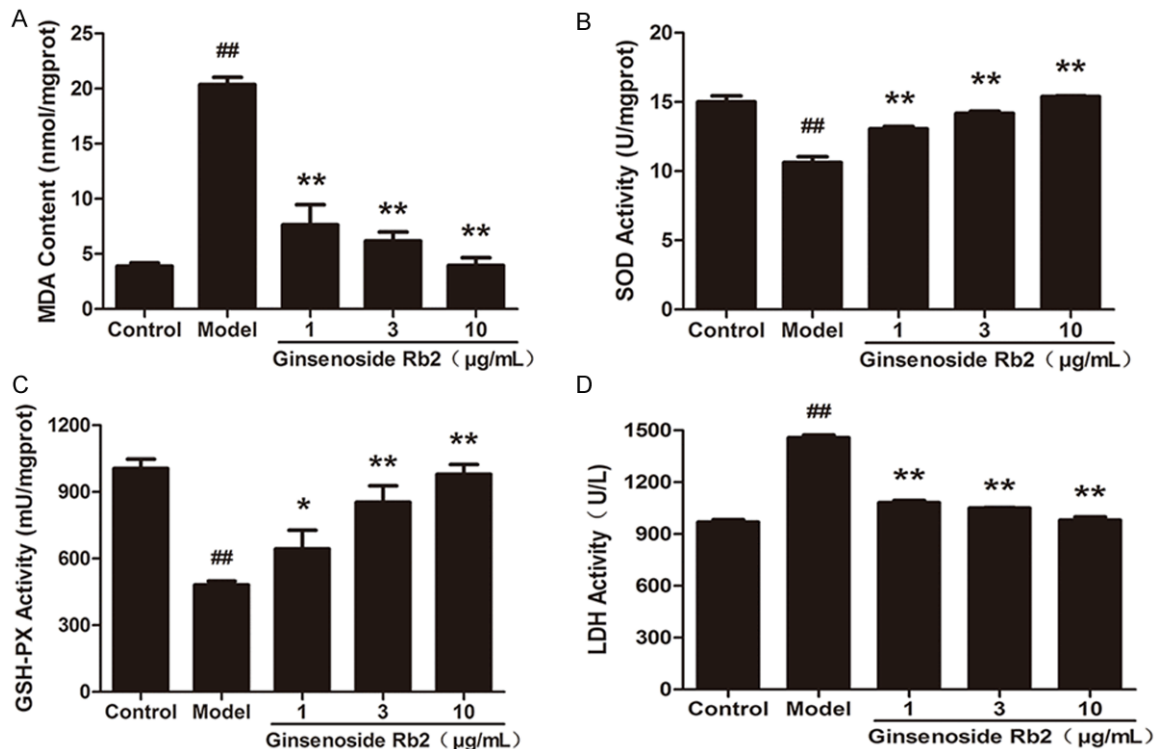 A
MDA Content (nmol/mgprot)
25
20
15
10
5
0
##
**
**
**
Control Model 1 3 10
Ginsenoside Rb2（μg/mL）
B
SOD Activity (U/mgprot)
20
15
10
5
0
##
**
**
**
Control Model 1 3 10
Ginsenoside Rb2（μg/mL）
C
GSH-PX Activity (mU/mgprot)
1200
900
600
300
0
##
*
**
**
Control Model 1 3 10
Ginsenoside Rb2（μg/mL）
D
LDH Activity（U/L)
1500
1200
900
600
300
0
##
**
**
**
Control Model 1 3 10
Ginsenoside Rb2（μg/mL）